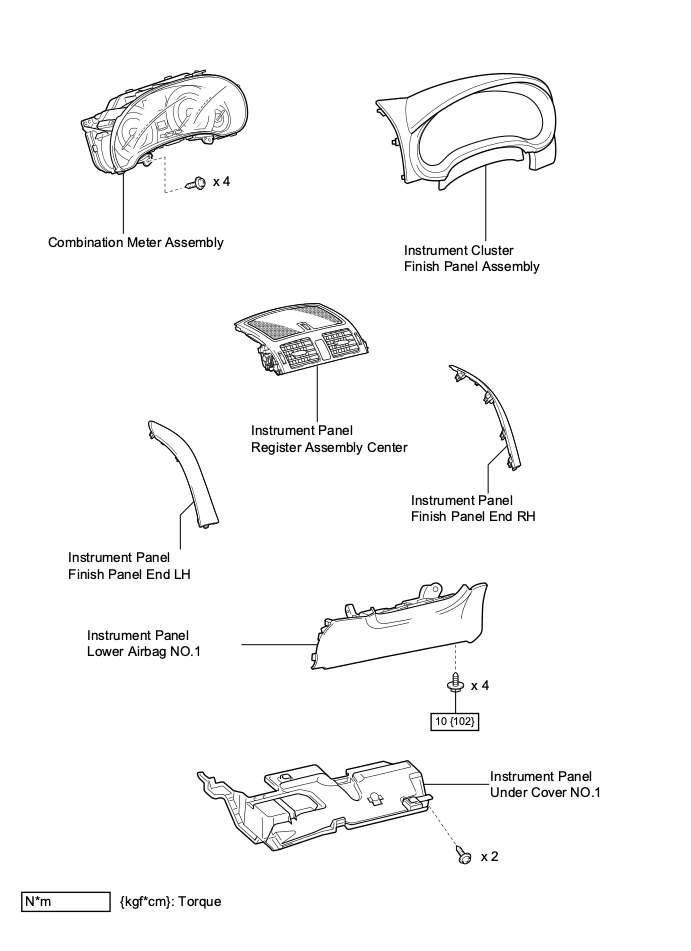 x 4
Combination Meter Assembly
Instrument Cluster
Finish Panel Assembly
Instrument Panel
Register Assembly Center
Instrument Panel
Finish Panel End RH
Instrument Panel
Finish Panel End LH
Instrument Panel
Lower Airbag NO.1
x 4
10 {102}
Instrument Panel
Under Cover NO.1
x 2
N*m {kgf*cm}: Torque